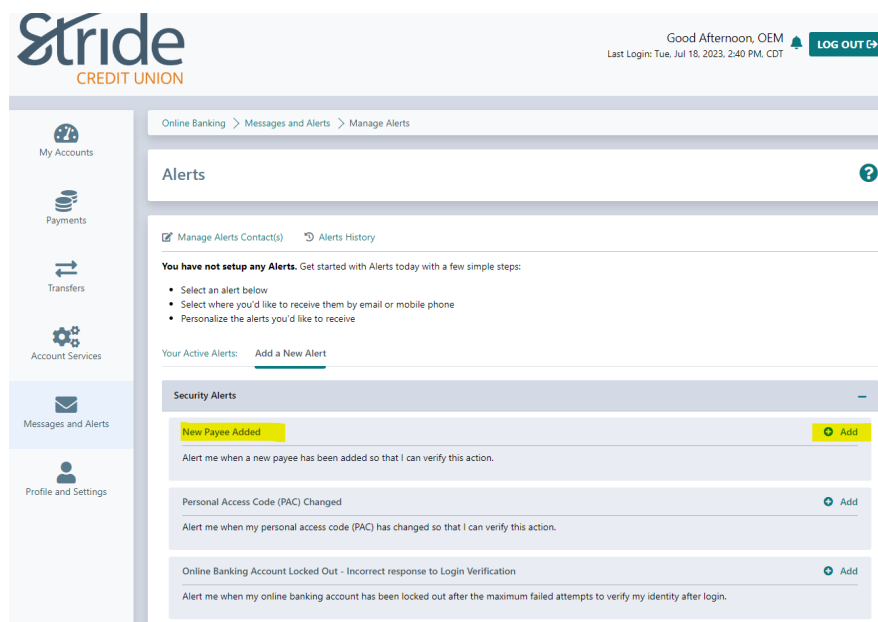 Stride
CREDIT UNION
Good Afternoon, OEM
Last Login: Tue, Jul 18, 2023, 2:40 PM, CDT
LOG OUT
Online Banking > Messages and Alerts > Manage Alerts
My Accounts
Payments
Transfers
Account Services
Messages and Alerts
Profile and Settings
Alerts
?
Manage Alerts Contact(s) Alerts History
You have not setup any Alerts. Get started with Alerts today with a few simple steps:
• Select an alert below
• Select where you'd like to receive them by email or mobile phone
• Personalize the alerts you'd like to receive
Your Active Alerts: Add a New Alert
Security Alerts
New Payee Added Add
Alert me when a new payee has been added so that I can verify this action.
Personal Access Code (PAC) Changed Add
Alert me when my personal access code (PAC) has changed so that I can verify this action.
Online Banking Account Locked Out - Incorrect response to Login Verification Add
Alert me when my online banking account has been locked out after the maximum failed attempts to verify my identity after login.